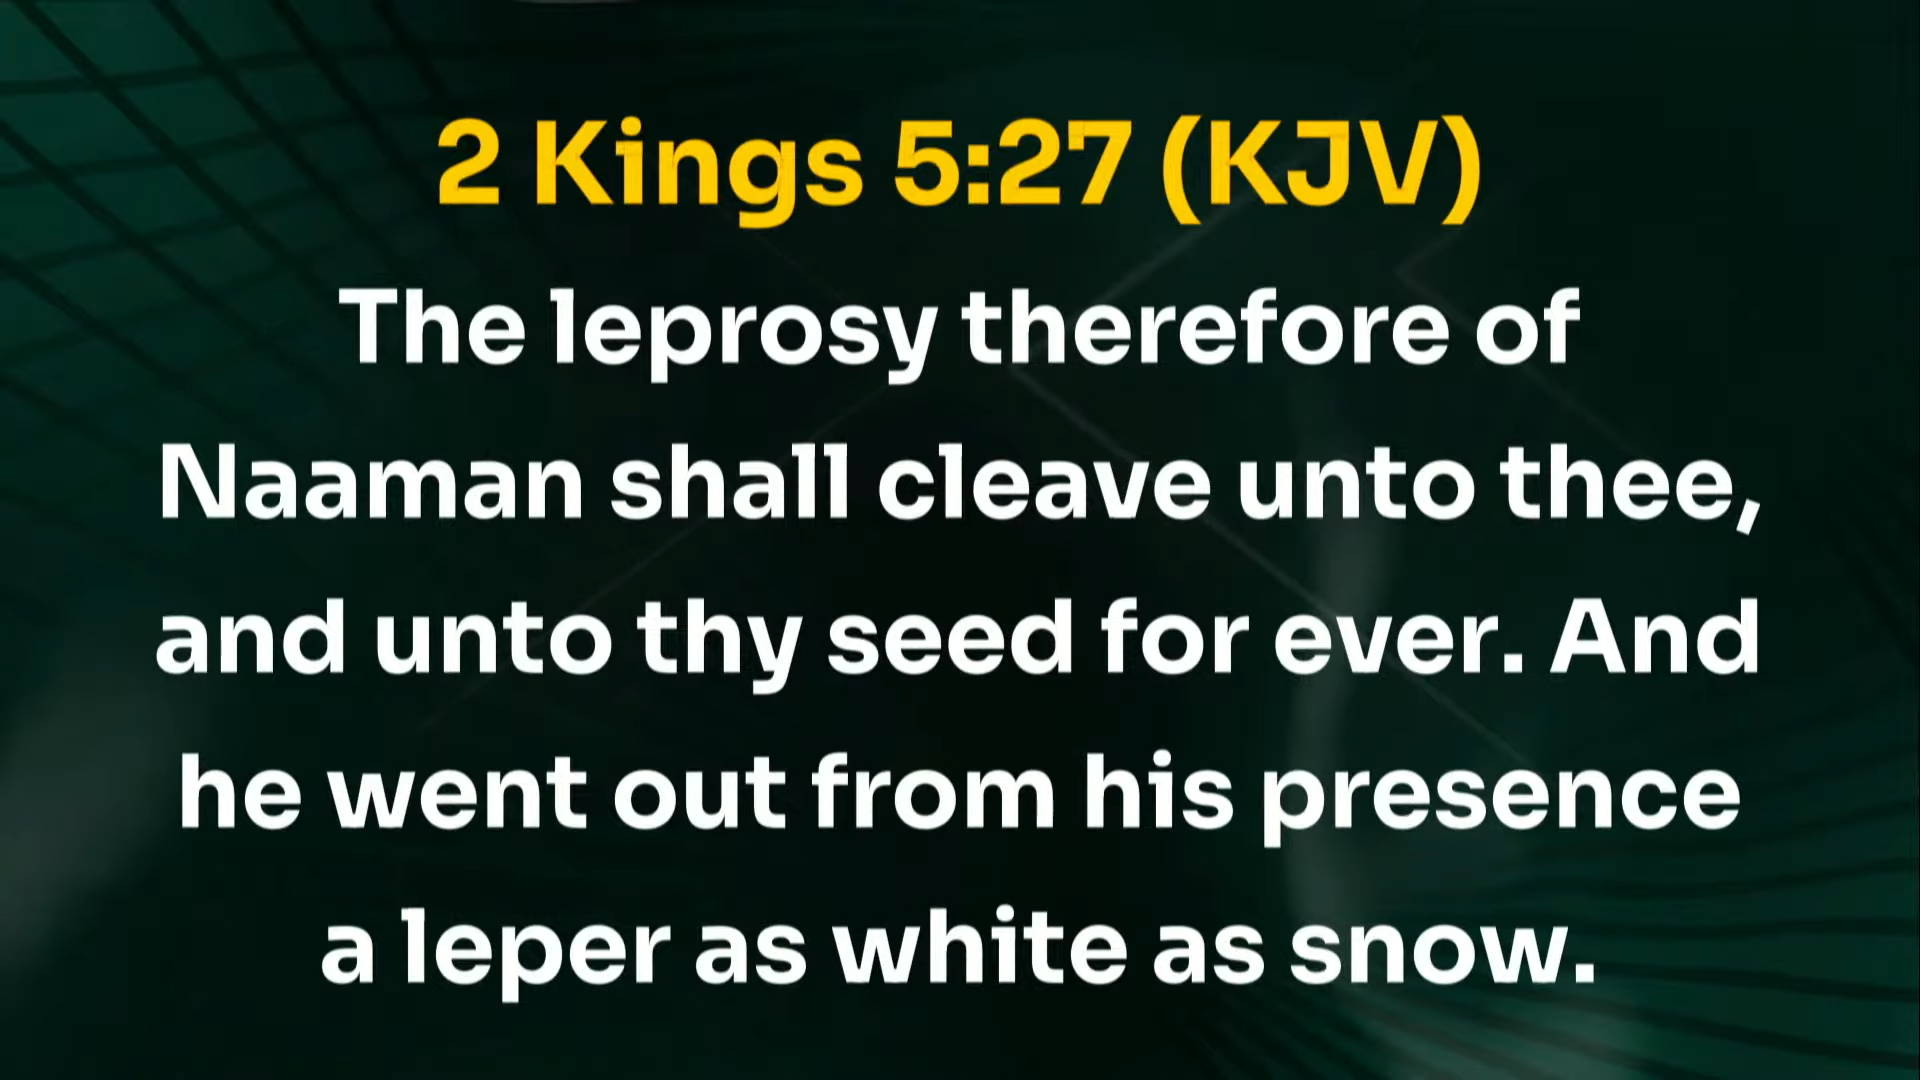 2 Kings 5:27 (KJV)
The leprosy therefore of
Naaman shall cleave unto thee,
and unto thy seed for ever. And
he went out from his presence
a leper as white as snow.